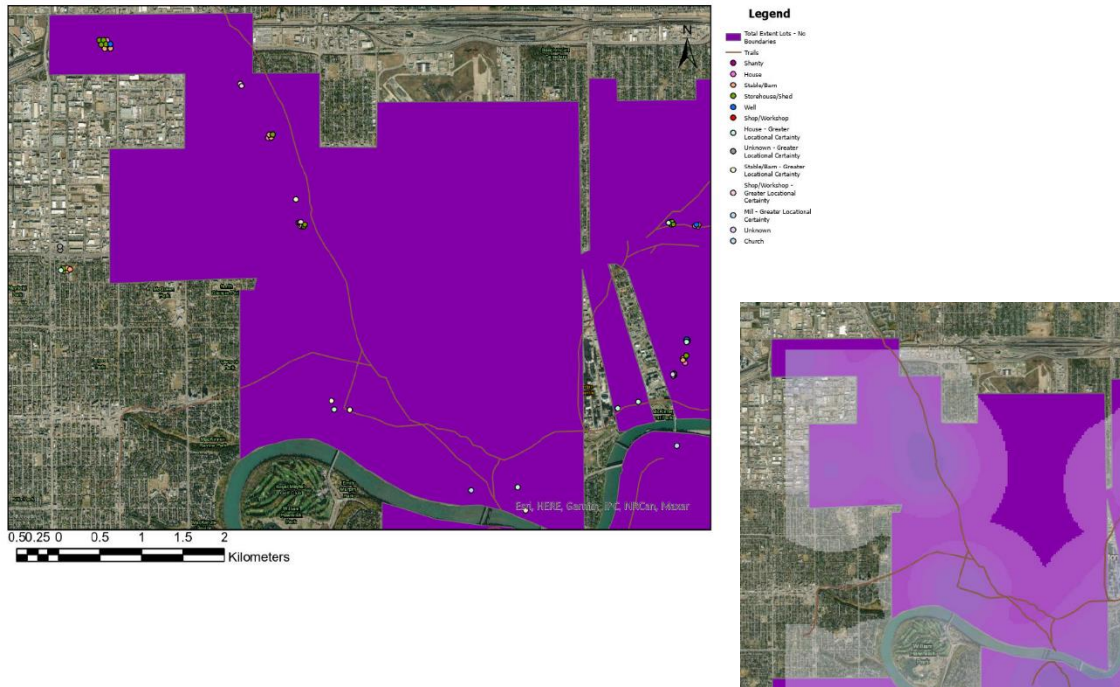 Legend
Total Extent Lots - No
Boundaries
Trails
Shanty
House
Stable/Barn
Storehouse/Shed
Well
Shop/Workshop
House - Greater
Locational Certainty
Unknown - Greater
Locational Certainty
Stable/Barn - Greater
Locational Certainty
Shop/Workshop -
Greater Locational
Certainty
Mill - Greater Locational
Certainty
Unknown
Church
N
Esri, HERE, Garmin, iPC, NRCan, Maxar
0.50.25 0 0.5 1 1.5 2
Kilometers